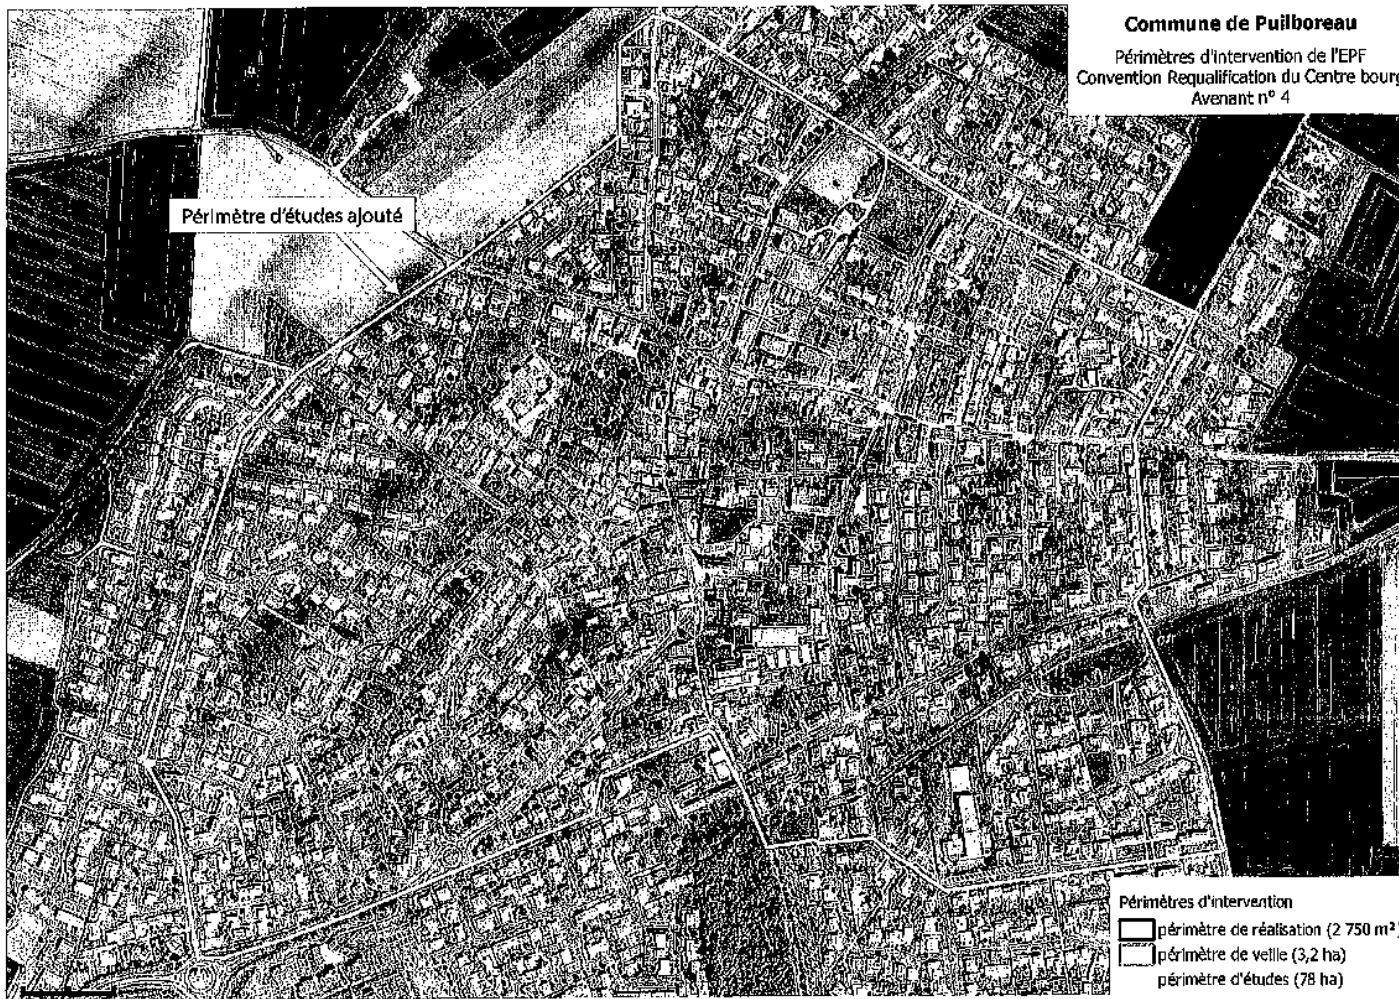 Commune de Puilboreau
Périmètres d'intervention de l'EPF
Convention Requalification du Centre bourg
Avenant n° 4
Périmètre d'études ajouté
Périmètres d'intervention
périmètre de réalisation (2 750 m²)
périmètre de veille (3,2 ha)
périmètre d'études (78 ha)